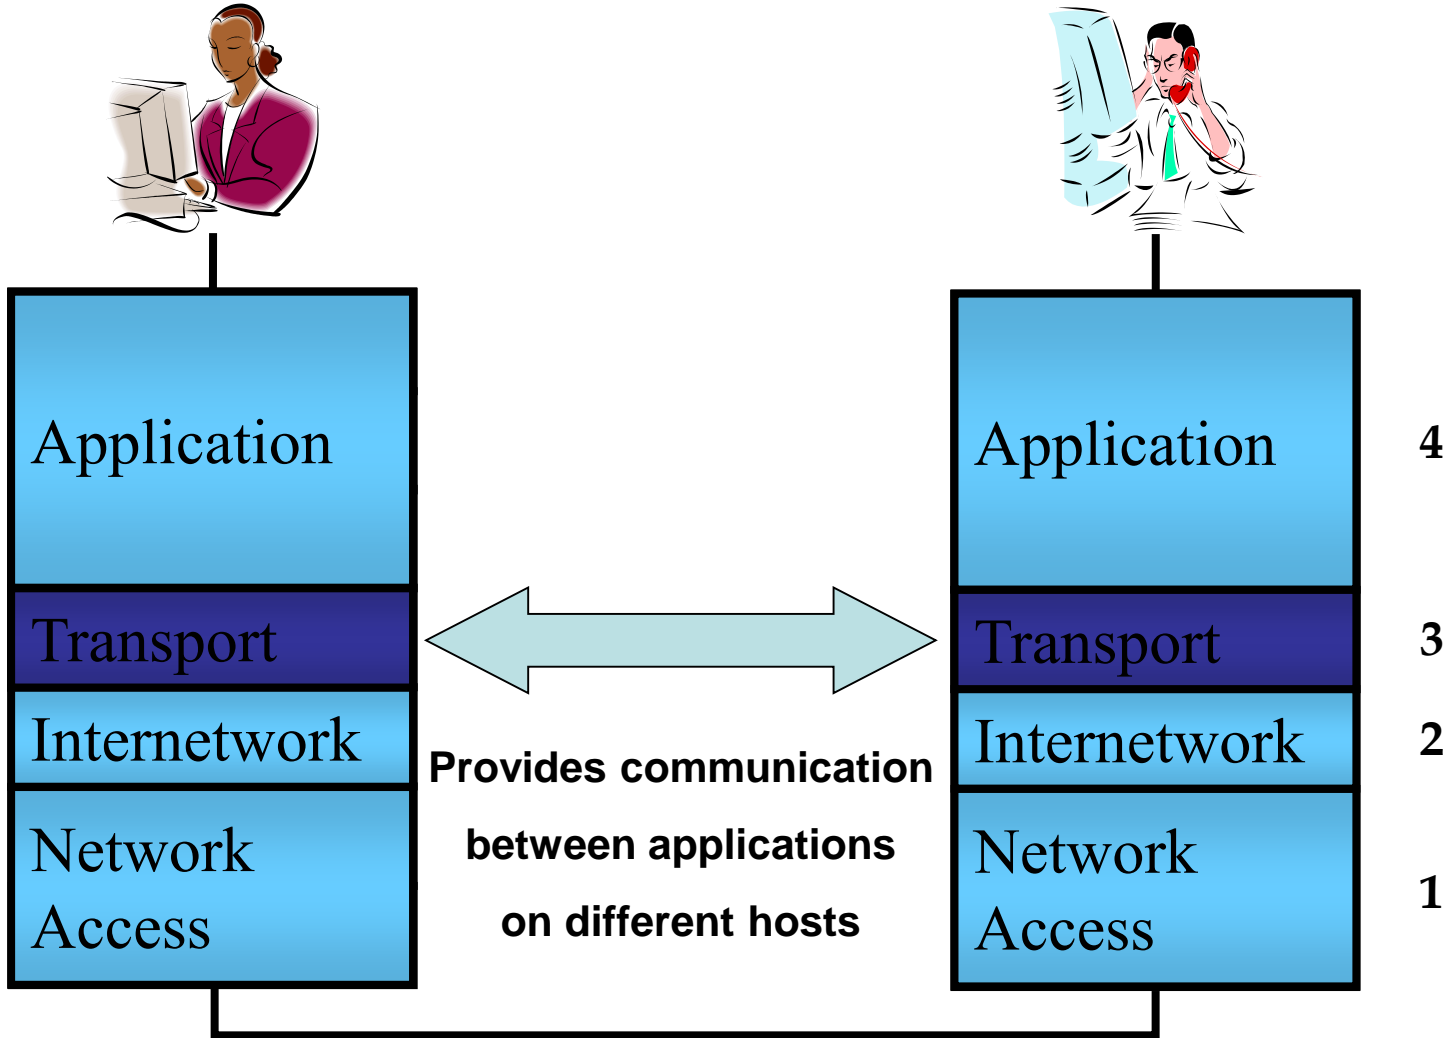 Application
Transport
Internetwork
Network
Access
Provides communication
between applications
on different hosts
Application
Transport
Internetwork
Network
Access
4
3
2
1